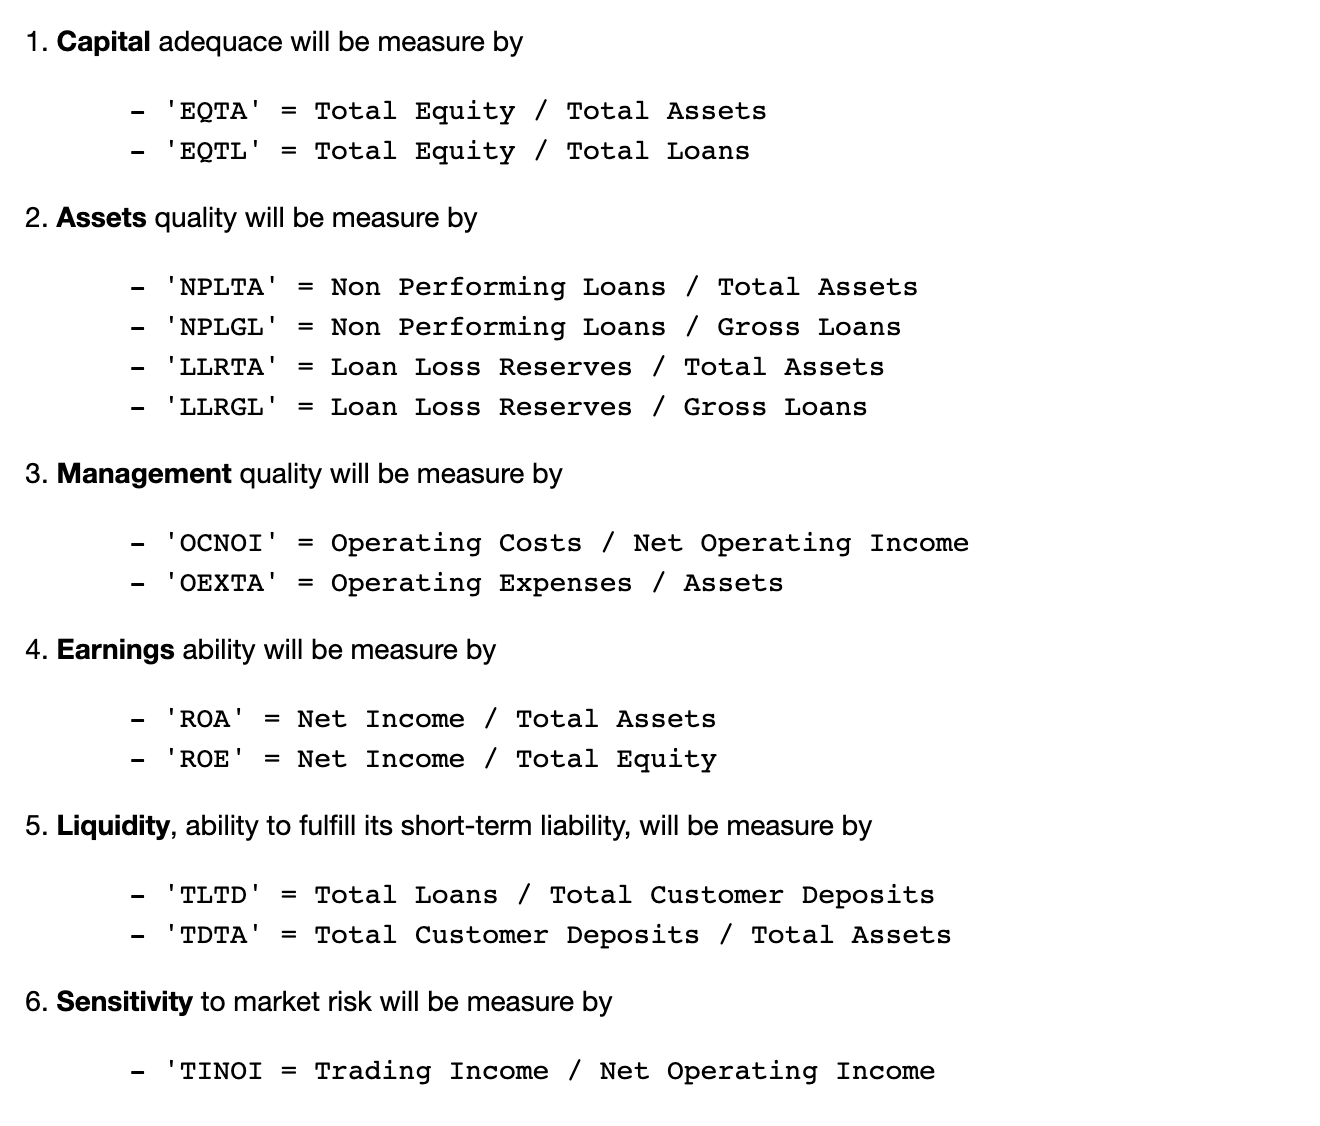 1. Capital adequace will be measure by
– 'EQTA' = Total Equity / Total Assets
– 'EQTL' = Total Equity / Total Loans
2. Assets quality will be measure by
– 'NPLTA' = Non Performing Loans / Total Assets
– 'NPLGL' = Non Performing Loans / Gross Loans
– 'LLRTA' = Loan Loss Reserves / Total Assets
– 'LLRGL' = Loan Loss Reserves / Gross Loans
3. Management quality will be measure by
– 'OCNOI' = Operating Costs / Net Operating Income
– 'OEXTA' = Operating Expenses / Assets
4. Earnings ability will be measure by
– 'ROA' = Net Income / Total Assets
– 'ROE' = Net Income / Total Equity
5. Liquidity, ability to fulfill its short-term liability, will be measure by
– 'TLTD' = Total Loans / Total Customer Deposits
– 'TDTA' = Total Customer Deposits / Total Assets
6. Sensitivity to market risk will be measure by
– 'TINOI = Trading Income / Net Operating Income